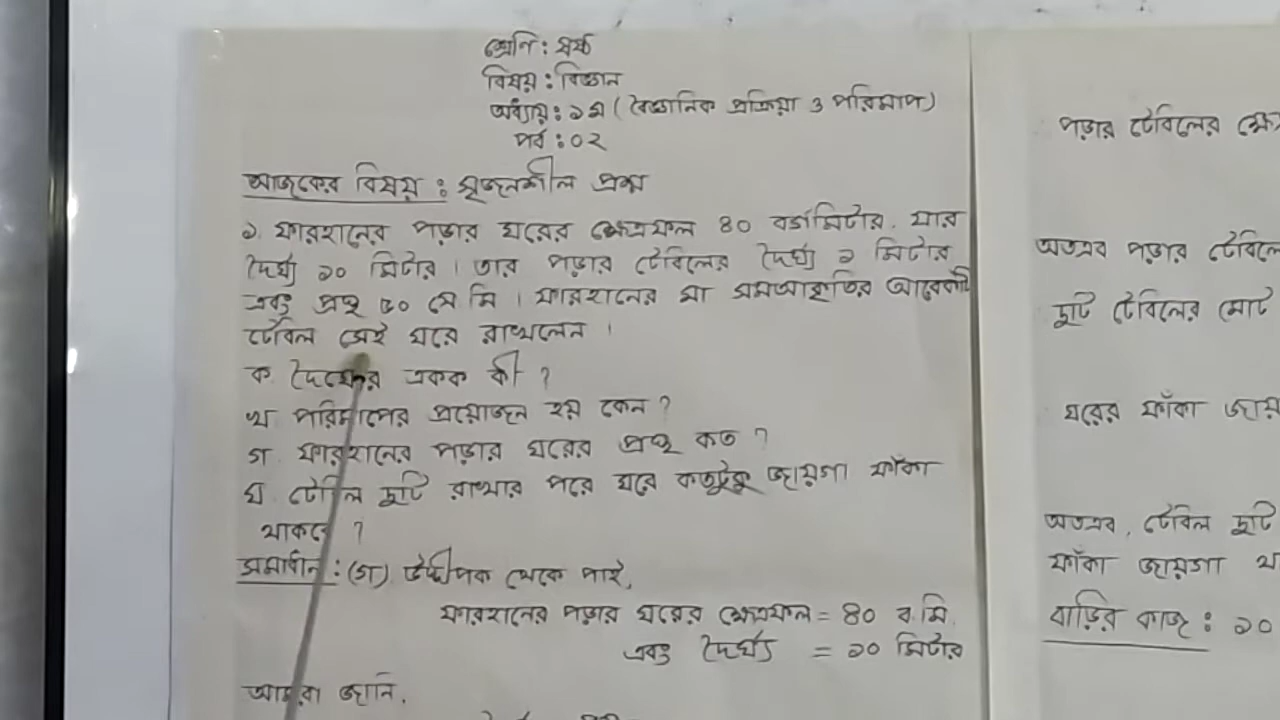 শ্রেণি : ষষ্ঠ
বিষয় : বিজ্ঞান
অধ্যায় : ১ম ( বৈজ্ঞানিক প্রক্রিয়া ও পরিমাপ)
পর্ব : ০২
আজকের বিষয় : সৃজনশীল প্রশ্ন
১. ফারহানের পড়ার ঘরের ক্ষেত্রফল ৪০ বর্গমিটার. যার
দৈর্ঘ্য ১০ মিটার । তার পড়ার টেবিলের দৈর্ঘ্য ১ মিটার
এবং প্রস্থ ৫০ সে মি । ফারহানের মা সমআকৃতির আরেকটি
টেবিল সেই ঘরে রাখলেন ।
ক. দৈর্ঘ্যের একক কী ?
খ. পরিমাপের প্রয়োজন হয় কেন ?
গ. ফারহানের পড়ার ঘরের প্রস্থ কত ?
ঘ. টেবিল দুটি রাখার পরে ঘরে কতটুকু জায়গা ফাঁকা
থাকবে ?
সমাধান : (গ) উদ্দীপক থেকে পাই,
ফারহানের পড়ার ঘরের ক্ষেত্রফল = ৪০ ব.মি.
এবং দৈর্ঘ্য = ১০ মিটার
আমরা জানি,
পড়ার টেবিলের
অতএব পড়ার
দুটি টেবিলের মোট
ঘরের ফাঁকা
অতএব, টেবিল দুটি
ফাঁকা জায়গা
বাড়ির কাজ : ১০